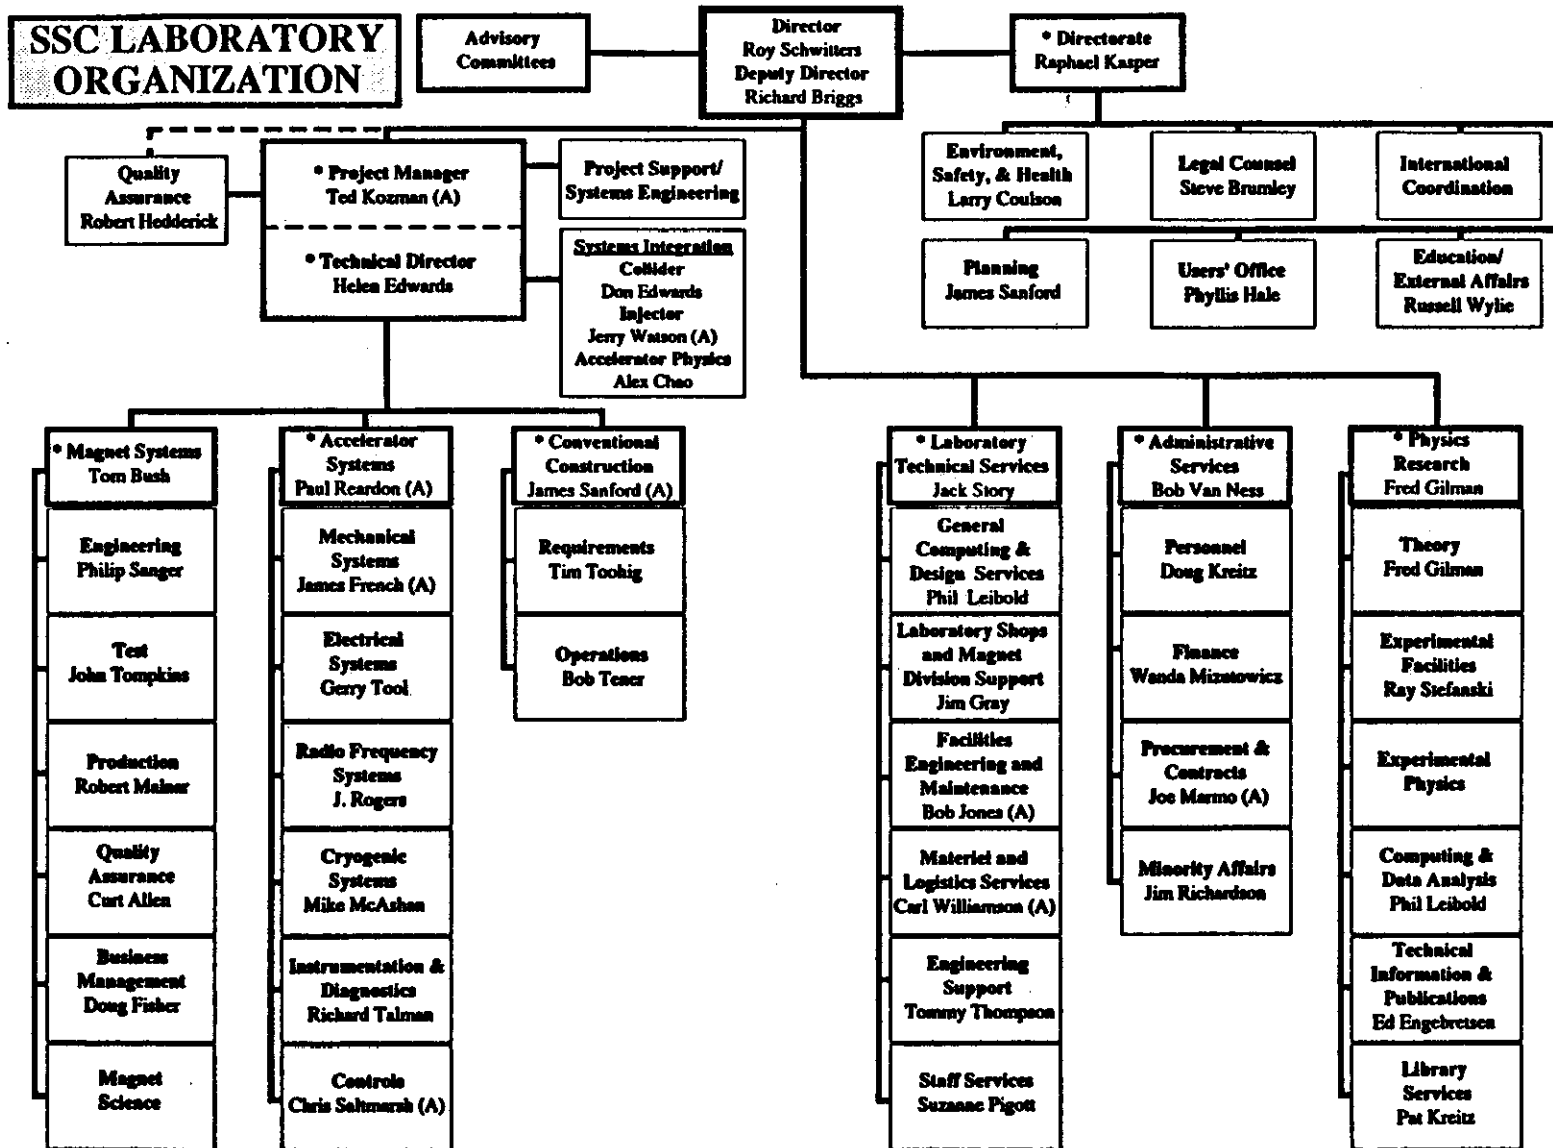 SSC LABORATORY
ORGANIZATION
Advisory
Committees
Director
Roy Schwitters
Deputy Director
Richard Briggs
* Directorate
Raphael Kasper
Quality
Assurance
Robert Hedderick
* Project Manager
Ted Kozman (A)
* Technical Director
Helen Edwards
Project Support/
Systems Engineering
Systems Integration
Collider
Don Edwards
Injector
Jerry Watson (A)
Accelerator Physics
Alex Chao
Environment,
Safety, & Health
Larry Coulson
Legal Counsel
Steve Brumley
International
Coordination
Planning
James Sanford
Users' Office
Phyllis Hale
Education/
External Affairs
Russell Wylie
* Magnet Systems
Tom Bush
Engineering
Philip Sanger
Test
John Tompkins
Production
Robert Mainer
Quality
Assurance
Curt Allen
Business
Management
Doug Fisher
Magnet
Science
* Accelerator
Systems
Paul Reardon (A)
Mechanical
Systems
James French (A)
Electrical
Systems
Gerry Tool
Radio Frequency
Systems
J. Rogers
Cryogenic
Systems
Mike McAshan
Instrumentation &
Diagnostics
Richard Talman
Controls
Chris Saltmarsh (A)
* Conventional
Construction
James Sanford (A)
Requirements
Tim Toohig
Operations
Bob Tener
* Laboratory
Technical Services
Jack Story
General
Computing &
Design Services
Phil Leibold
Laboratory Shops
and Magnet
Division Support
Jim Gray
Facilities
Engineering and
Maintenance
Bob Jones (A)
Materiel and
Logistics Services
Carl Williamson (A)
Engineering
Support
Tommy Thompson
Staff Services
Suzanne Pigott
* Administrative
Services
Bob Van Ness
Personnel
Doug Kreitz
Finance
Wanda Mizutowicz
Procurement &
Contracts
Joe Marmo (A)
Minority Affairs
Jim Richardson
* Physics
Research
Fred Gilman
Theory
Fred Gilman
Experimental
Facilities
Ray Stefanski
Experimental
Physics
Computing &
Data Analysis
Phil Leibold
Technical
Information &
Publications
Ed Engebretsen
Library
Services
Pat Kreitz